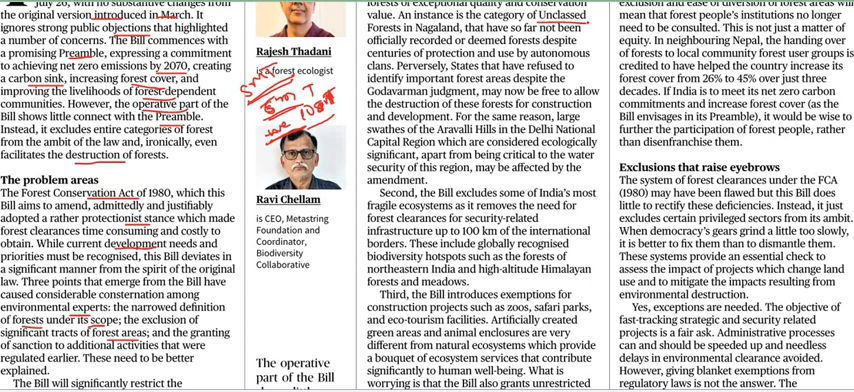 July 26, with no substantive changes from
the original version introduced in March. It
ignores strong public objections that highlighted
a number of concerns. The Bill commences with
a promising Preamble, expressing a commitment
to achieving net zero emissions by 2070, creating
a carbon sink, increasing forest cover, and
improving the livelihoods of forest-dependent
communities. However, the operative part of the
Bill shows little connect with the Preamble.
Instead, it excludes entire categories of forest
from the ambit of the law and, ironically, even
facilitates the destruction of forests.
The problem areas
The Forest Conservation Act of 1980, which this
Bill aims to amend, admittedly and justifiably
adopted a rather protectionist stance which made
forest clearances time consuming and costly to
obtain. While current development needs and
priorities must be recognised, this Bill deviates in
a significant manner from the spirit of the original
law. Three points that emerge from the Bill have
caused considerable consternation among
environmental experts: the narrowed definition
of forests under its scope; the exclusion of
significant tracts of forest areas; and the granting
of sanction to additional activities that were
regulated earlier. These need to be better
explained.
The Bill will significantly restrict the
Rajesh Thadani
is a forest ecologist
Ravi Chellam
is CEO, Metastring
Foundation and
Coordinator,
Biodiversity
Collaborative
The operative
part of the Bill
forests of exceptional quality and conservation
value. An instance is the category of Unclassed
Forests in Nagaland, that have so far not been
officially recorded or deemed forests despite
centuries of protection and use by autonomous
clans. Perversely, States that have refused to
identify important forest areas despite the
Godavarman judgment, may now be free to allow
the destruction of these forests for construction
and development. For the same reason, large
swathes of the Aravalli Hills in the Delhi National
Capital Region which are considered ecologically
significant, apart from being critical to the water
security of this region, may be affected by the
amendment.
Second, the Bill excludes some of India's most
fragile ecosystems as it removes the need for
forest clearances for security-related
infrastructure up to 100 km of the international
borders. These include globally recognised
biodiversity hotspots such as the forests of
northeastern India and high-altitude Himalayan
forests and meadows.
Third, the Bill introduces exemptions for
construction projects such as zoos, safari parks,
and eco-tourism facilities. Artificially created
green areas and animal enclosures are very
different from natural ecosystems which provide
a bouquet of ecosystem services that contribute
significantly to human well-being. What is
worrying is that the Bill also grants unrestricted
exclusion and ease of diversion of forest areas will
mean that forest people's institutions no longer
need to be consulted. This is not just a matter of
equity. In neighbouring Nepal, the handing over
of forests to local community forest user groups is
credited to have helped the country increase its
forest cover from 26% to 45% over just three
decades. If India is to meet its net zero carbon
commitments and increase forest cover (as the
Bill envisages in its Preamble), it would be wise to
further the participation of forest people, rather
than disenfranchise them.
Exclusions that raise eyebrows
The system of forest clearances under the FCA
(1980) may have been flawed but this Bill does
little to rectify these deficiencies. Instead, it just
excludes certain privileged sectors from its ambit.
When democracy's gears grind a little too slowly,
it is better to fix them than to dismantle them.
These systems provide an essential check to
assess the impact of projects which change land
use and to mitigate the impacts resulting from
environmental destruction.
Yes, exceptions are needed. The objective of
fast-tracking strategic and security related
projects is a fair ask. Administrative processes
can and should be speeded up and needless
delays in environmental clearance avoided.
However, giving blanket exemptions from
regulatory laws is not the answer. The